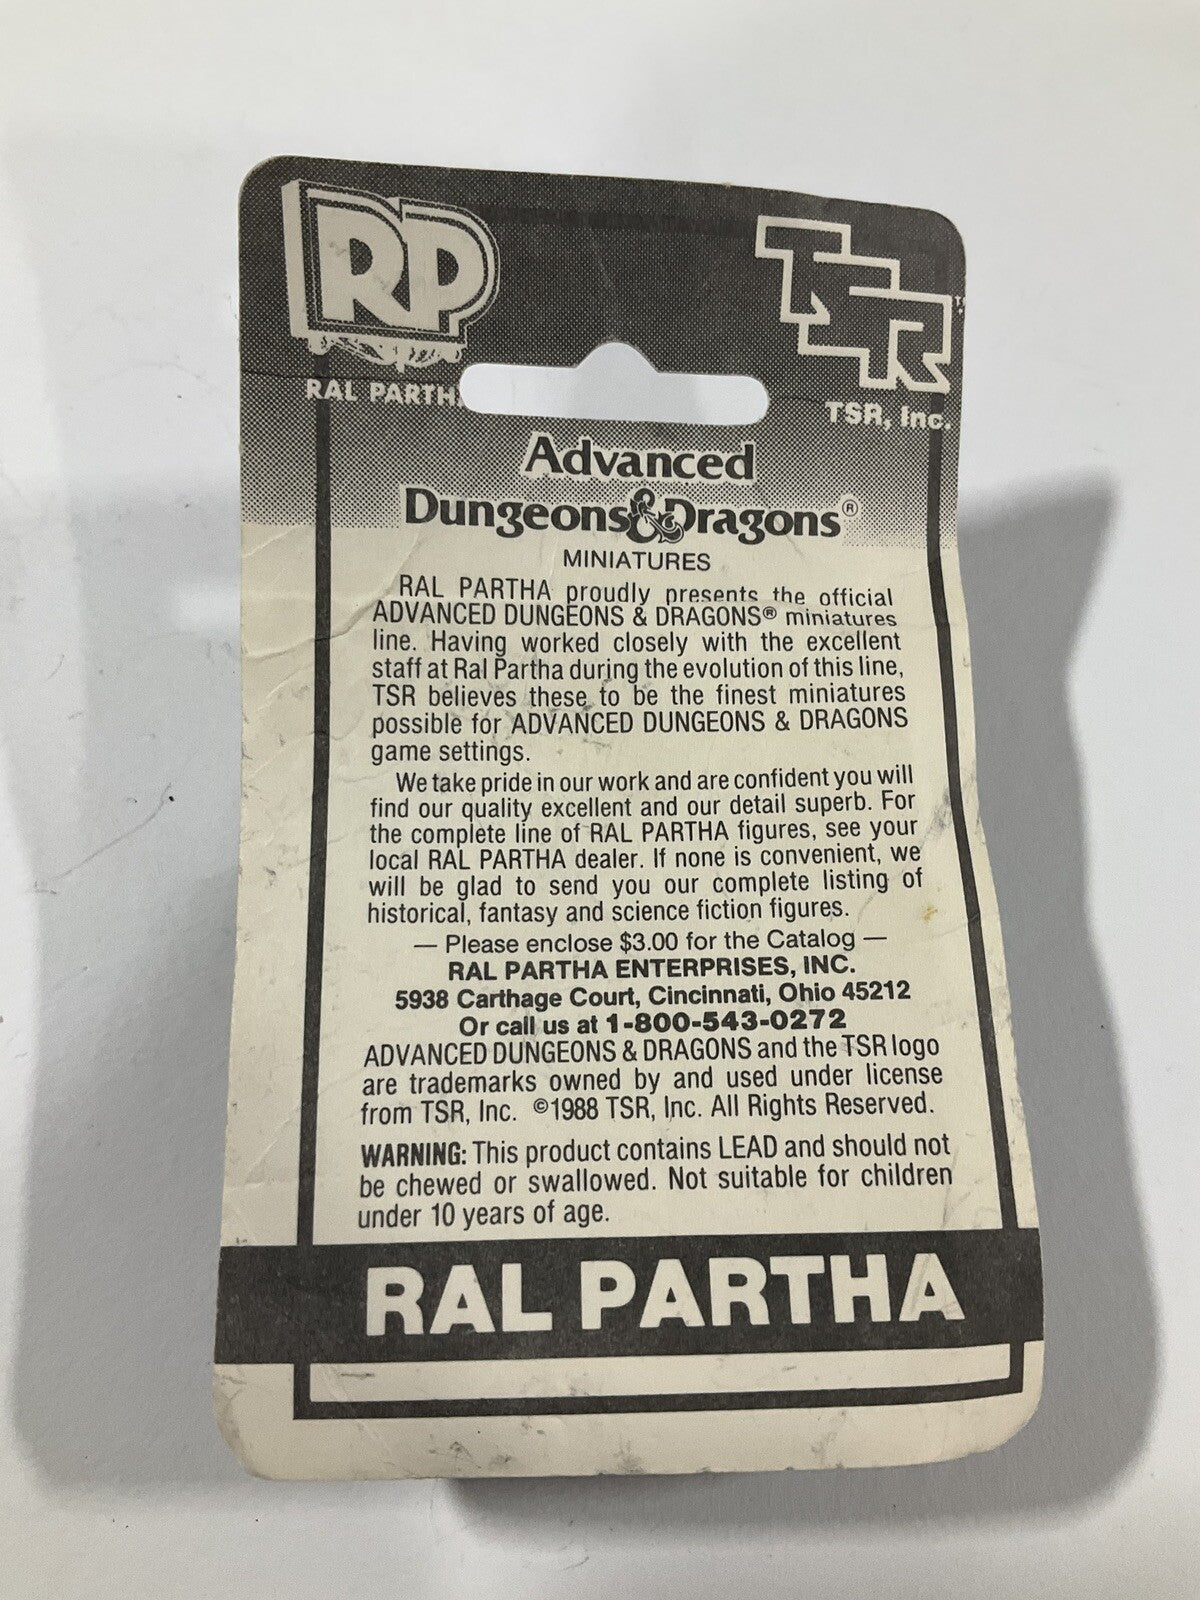 RP
RAL PARTHA
TSR™
TSR, Inc.
Advanced
Dungeons & Dragons®
MINIATURES
RAL PARTHA proudly presents the official
ADVANCED DUNGEONS & DRAGONS® miniatures
line. Having worked closely with the excellent
staff at Ral Partha during the evolution of this line,
TSR believes these to be the finest miniatures
possible for ADVANCED DUNGEONS & DRAGONS
game settings.
We take pride in our work and are confident you will
find our quality excellent and our detail superb. For
the complete line of RAL PARTHA figures, see your
local RAL PARTHA dealer. If none is convenient, we
will be glad to send you our complete listing of
historical, fantasy and science fiction figures.
— Please enclose $3.00 for the Catalog —
RAL PARTHA ENTERPRISES, INC.
5938 Carthage Court, Cincinnati, Ohio 45212
Or call us at 1-800-543-0272
ADVANCED DUNGEONS & DRAGONS and the TSR logo
are trademarks owned by and used under license
from TSR, Inc. ©1988 TSR, Inc. All Rights Reserved.
WARNING: This product contains LEAD and should not
be chewed or swallowed. Not suitable for children
under 10 years of age.
RAL PARTHA